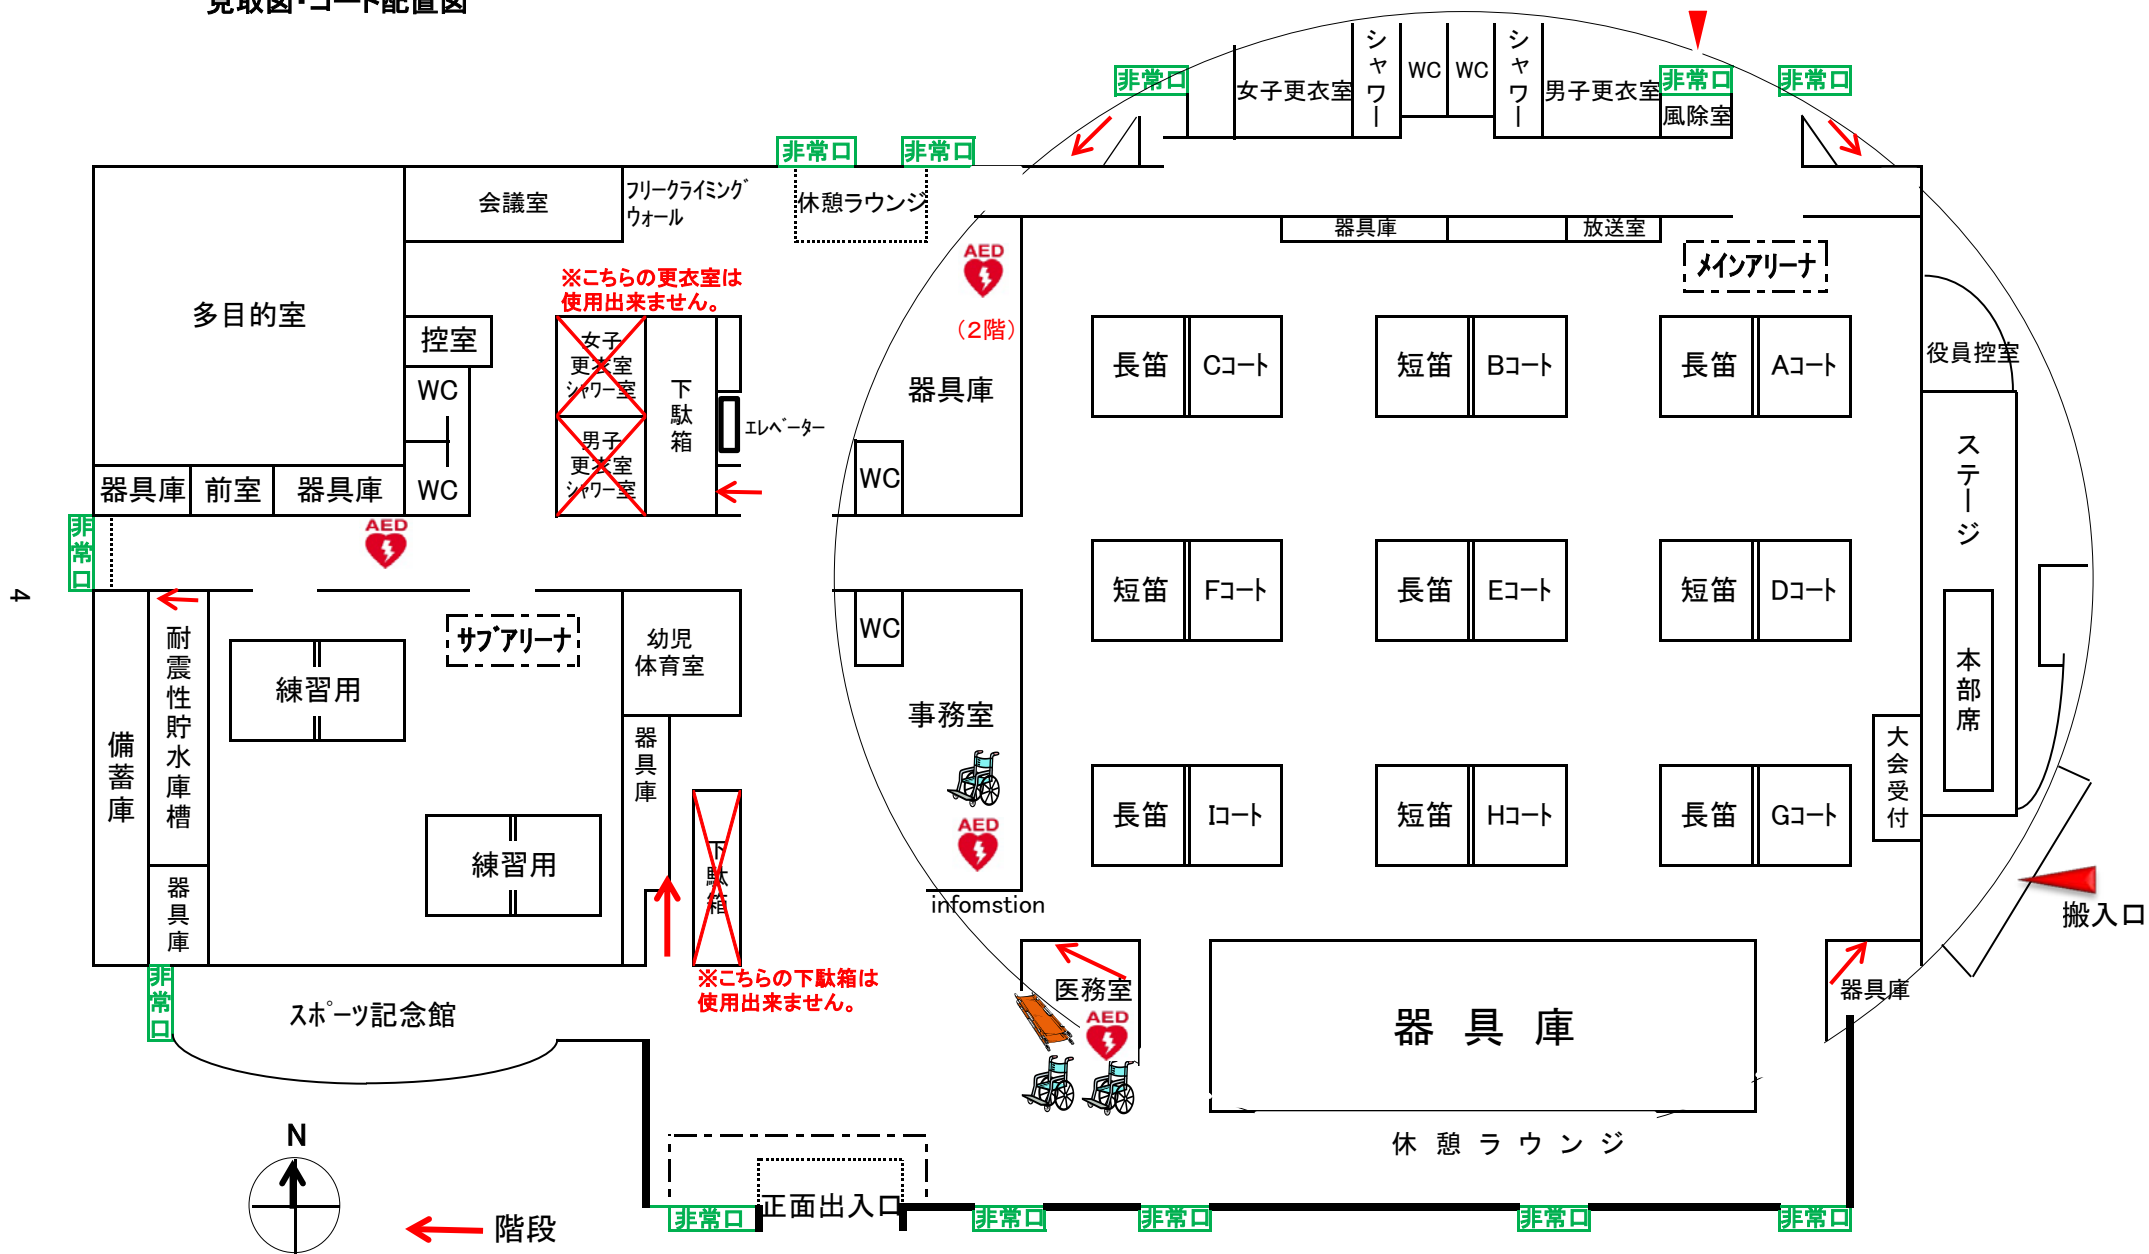 見取図・コート配置図
非常口
女子更衣室
シャワー
WC
WC
シャワー
男子更衣室
非常口
風除室
非常口
非常口
非常口
会議室
フリークライミング
ウォール
休憩ラウンジ
器具庫
放送室
メインアリーナ
AED
(2階)
※こちらの更衣室は
使用出来ません。
多目的室
控室
WC
WC
女子
更衣室
シャワー室
男子
更衣室
シャワー室
下駄箱
エレベーター
器具庫
WC
長笛 Cコート
短笛 Bコート
長笛 Aコート
役員控室
ステージ
器具庫
前室
器具庫
非常口
AED
短笛 Fコート
長笛 Eコート
短笛 Dコート
4
耐震性貯水庫槽
備蓄庫
サブアリーナ
練習用
幼児
体育室
WC
事務室
本部席
器具庫
大会受付
長笛 Iコート
短笛 Hコート
長笛 Gコート
AED
練習用
下駄箱
infomstion
搬入口
器具庫
非常口
※こちらの下駄箱は
使用出来ません。
スポーツ記念館
医務室
AED
器具庫
器具庫
休憩ラウンジ
N
階段
非常口
正面出入口
非常口
非常口
非常口
非常口